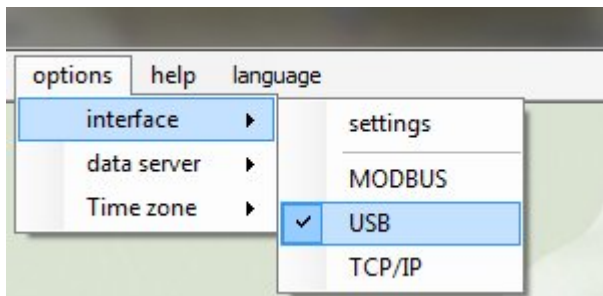 options help language
interface
data server
Time zone
settings
MODBUS
USB
TCP/IP